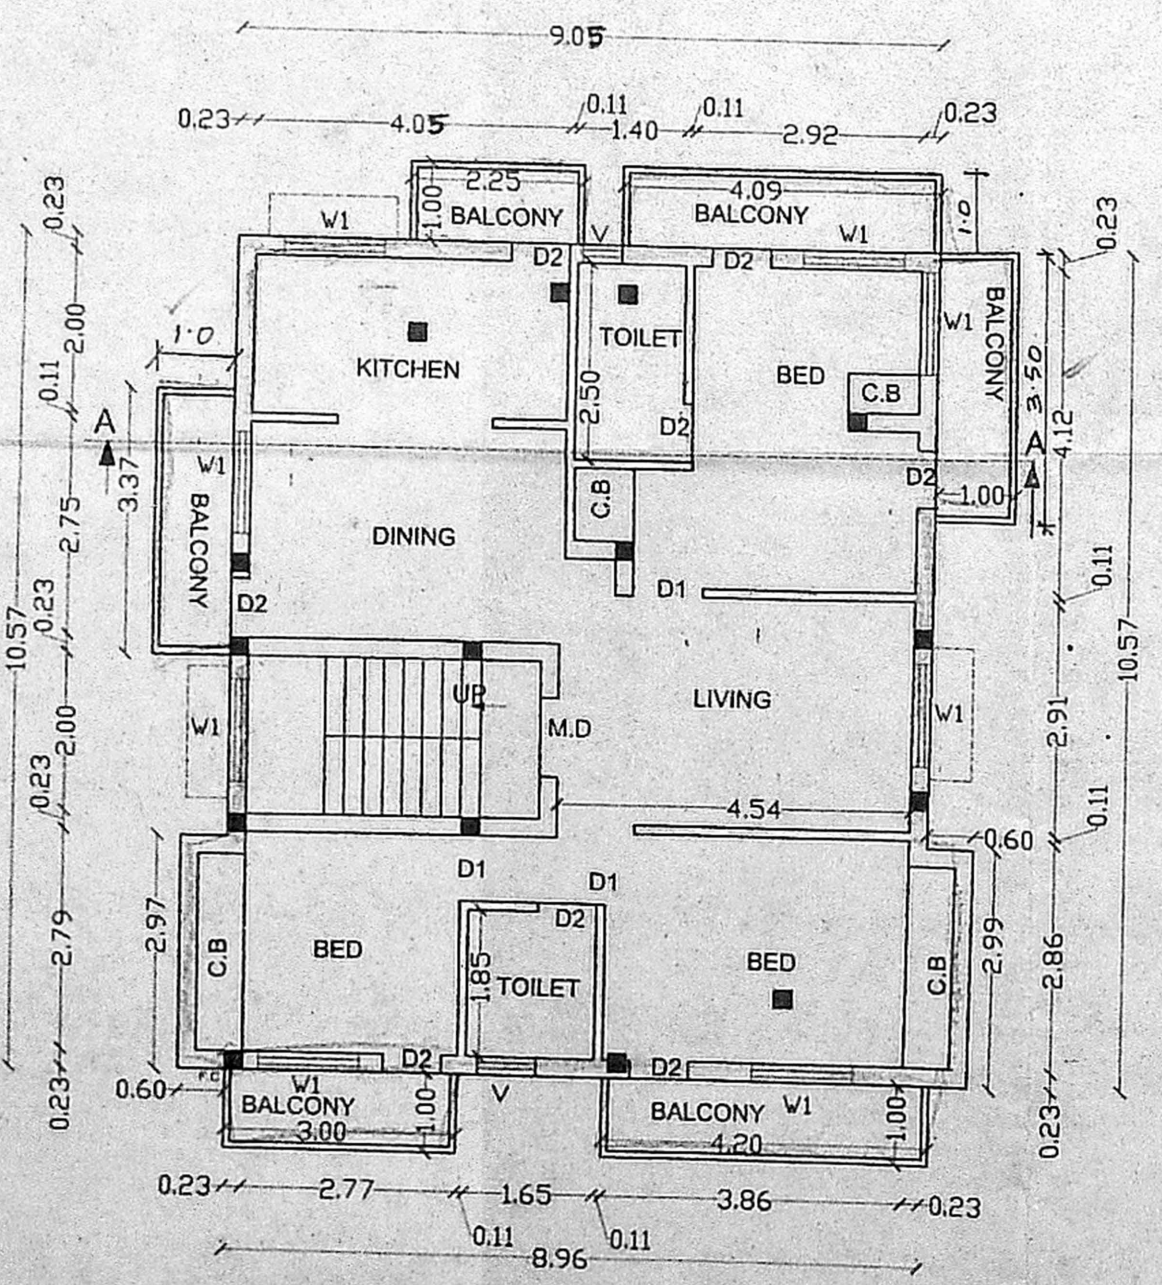 9.05
0.23 4.05 0.11 1.40 0.11 2.92 0.23
2.25
1.00
BALCONY
4.09
BALCONY
1.0
W1
D2
V
D2
W1
0.23
0.23
2.00
1.0
0.11
KITCHEN
TOILET
2.50
D2
BED
C.B
W1
BALCONY
3.50
4.12
A
A
3.37
W1
BALCONY
2.75
DINING
C.B
D2
1.00
0.11
D2
D1
0.23
10.57
10.57
2.00
W1
UP
M.D
LIVING
W1
2.91
0.23
4.54
0.60
0.11
D1
D1
2.97
2.79
C.B
BED
D2
1.85
TOILET
BED
C.B
2.99
2.86
D2
D2
0.60
W1
BALCONY
3.00
1.00
V
BALCONY
W1
4.20
1.00
0.23
0.23
0.23 2.77 0.11 1.65 0.11 3.86 0.23
8.96